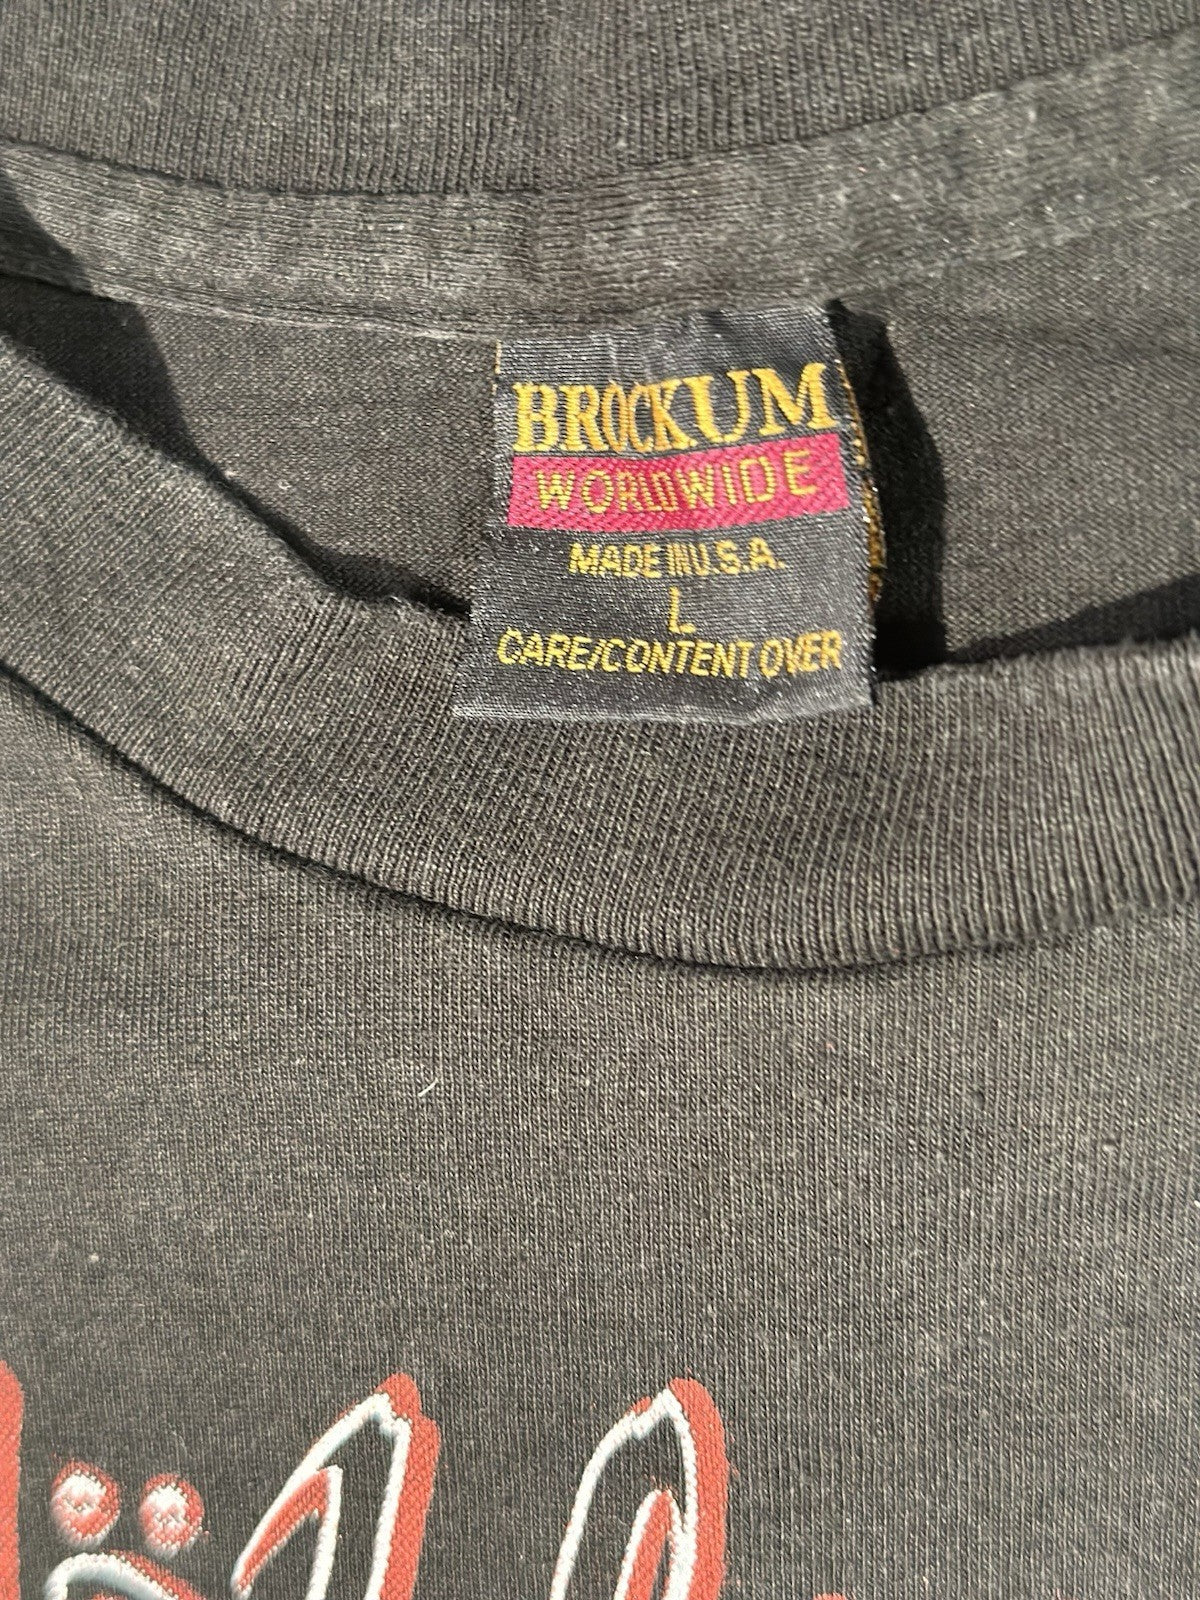 BROCKUM
WORLDWIDE
MADE IN U.S.A.
L
CARE/CONTENT OVER